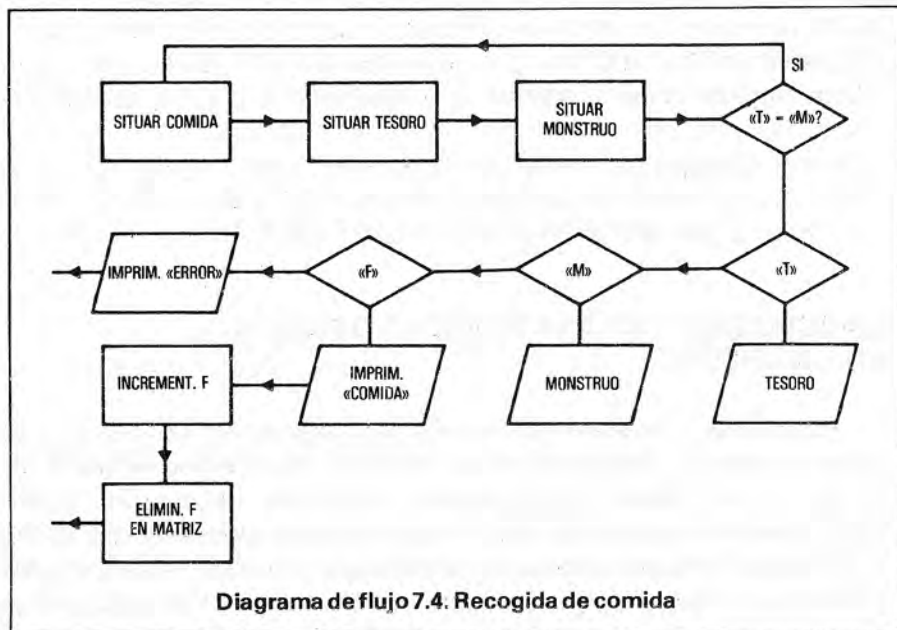 SI
SITUAR COMIDA
SITUAR TESORO
SITUAR
MONSTRUO
«T» – «M»?
IMPRIM. «ERROR»
«F»
«M»
«T»
INCREMENT. F
IMPRIM.
«COMIDA»
MONSTRUO
TESORO
ELIMIN. F
EN MATRIZ
Diagrama de flujo 7.4. Recogida de comida